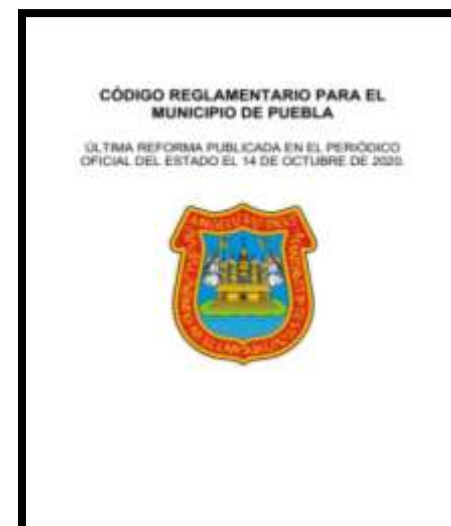 CÓDIGO REGLAMENTARIO PARA EL
MUNICIPIO DE PUEBLA
ÚLTIMA REFORMA PUBLICADA EN EL PERIÓDICO
OFICIAL DEL ESTADO EL 14 DE OCTUBRE DE 2020.